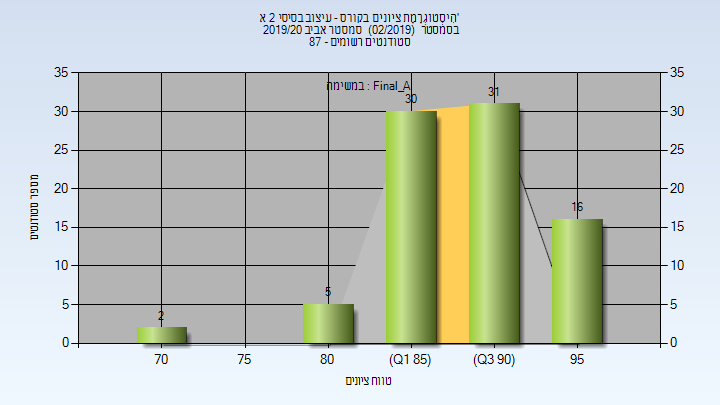 היסטוגרמת ציונים בקורס - עיצוב בסיסי 2 א'
בסמסטר (02/2019) סמסטר אביב 2019/20
סטודנטים רשומים - 87
במשימה : Final_A
מספר סטודנטים
35 35
30 30
25 25
20 20
15 15
10 10
5 5
0 0
2 5 30 31 16
70 75 80 (Q1 85) (Q3 90) 95
טווח ציונים